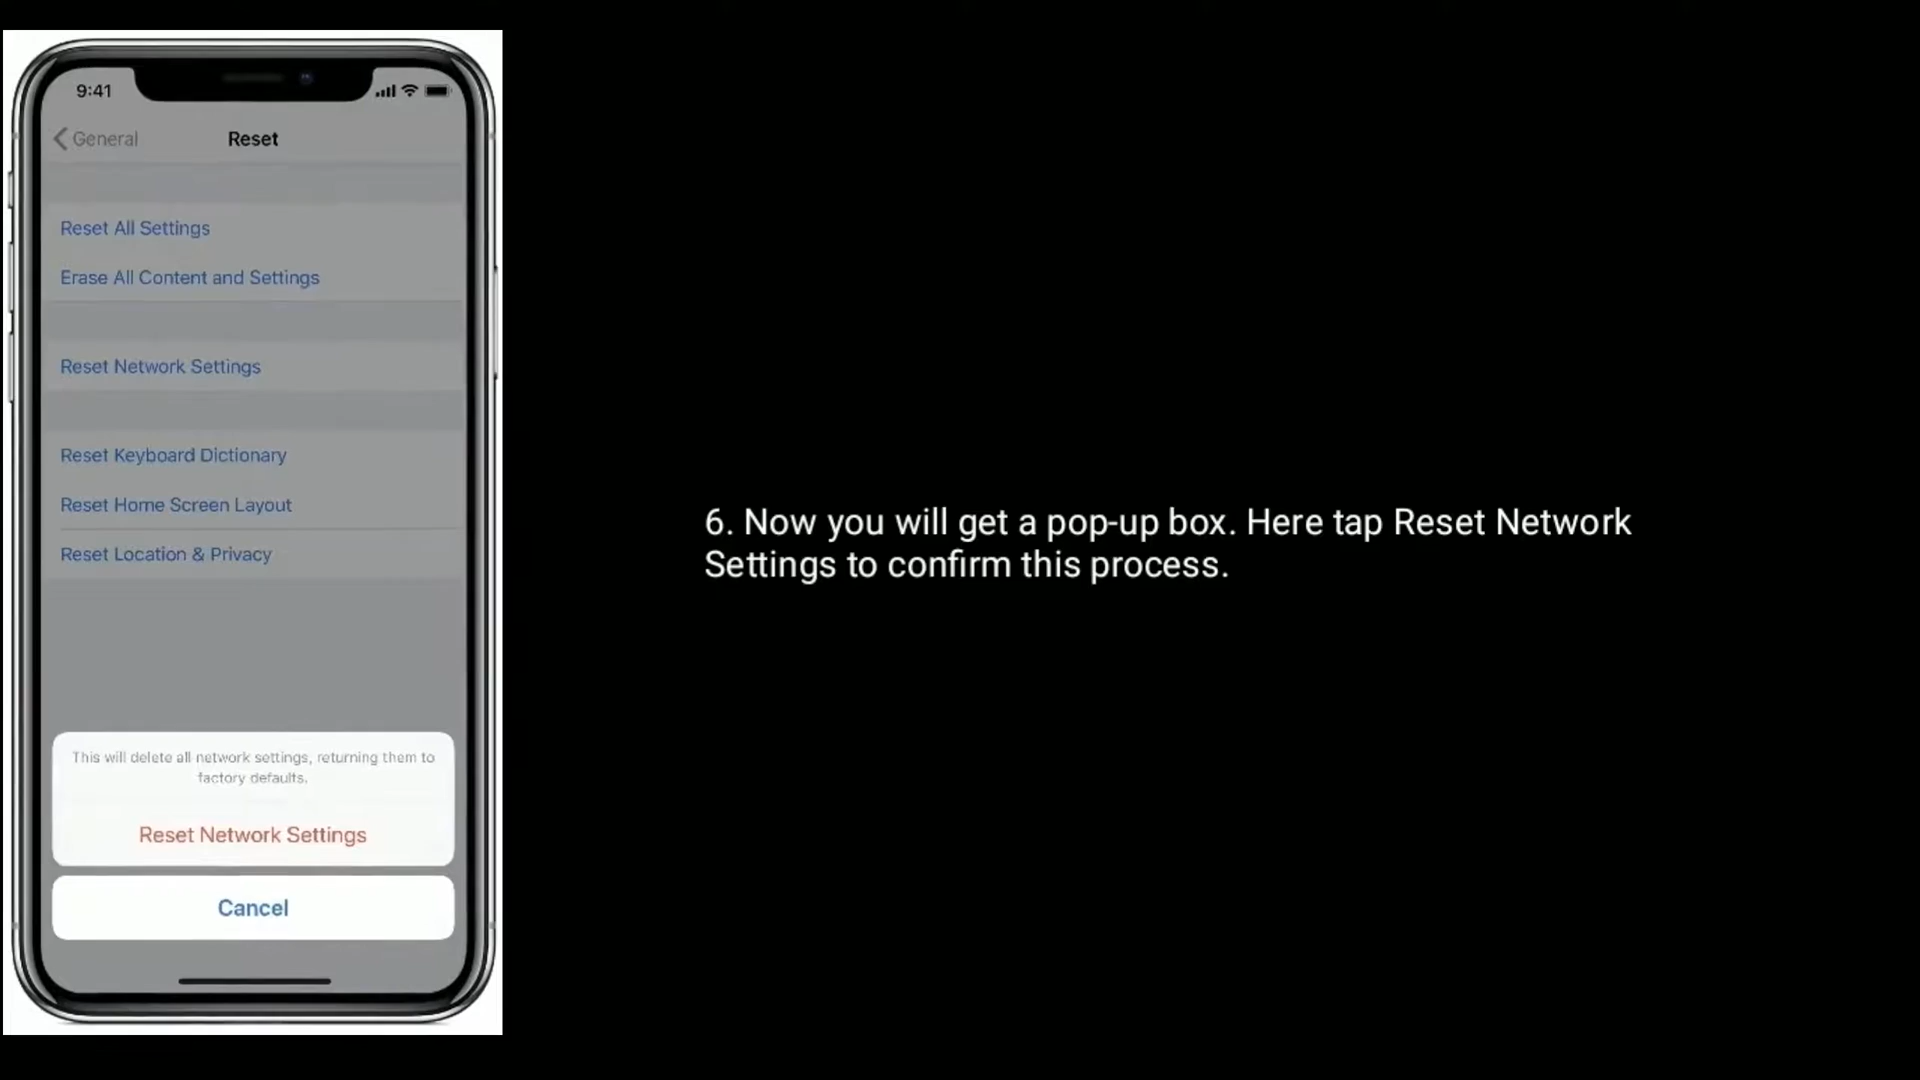 9:41
General
Reset
Reset All Settings
Erase All Content and Settings
Reset Network Settings
Reset Keyboard Dictionary
Reset Home Screen Layout
Reset Location & Privacy
This will delete all network settings, returning them to
factory defaults.
Reset Network Settings
Cancel
6. Now you will get a pop-up box. Here tap Reset Network
Settings to confirm this process.